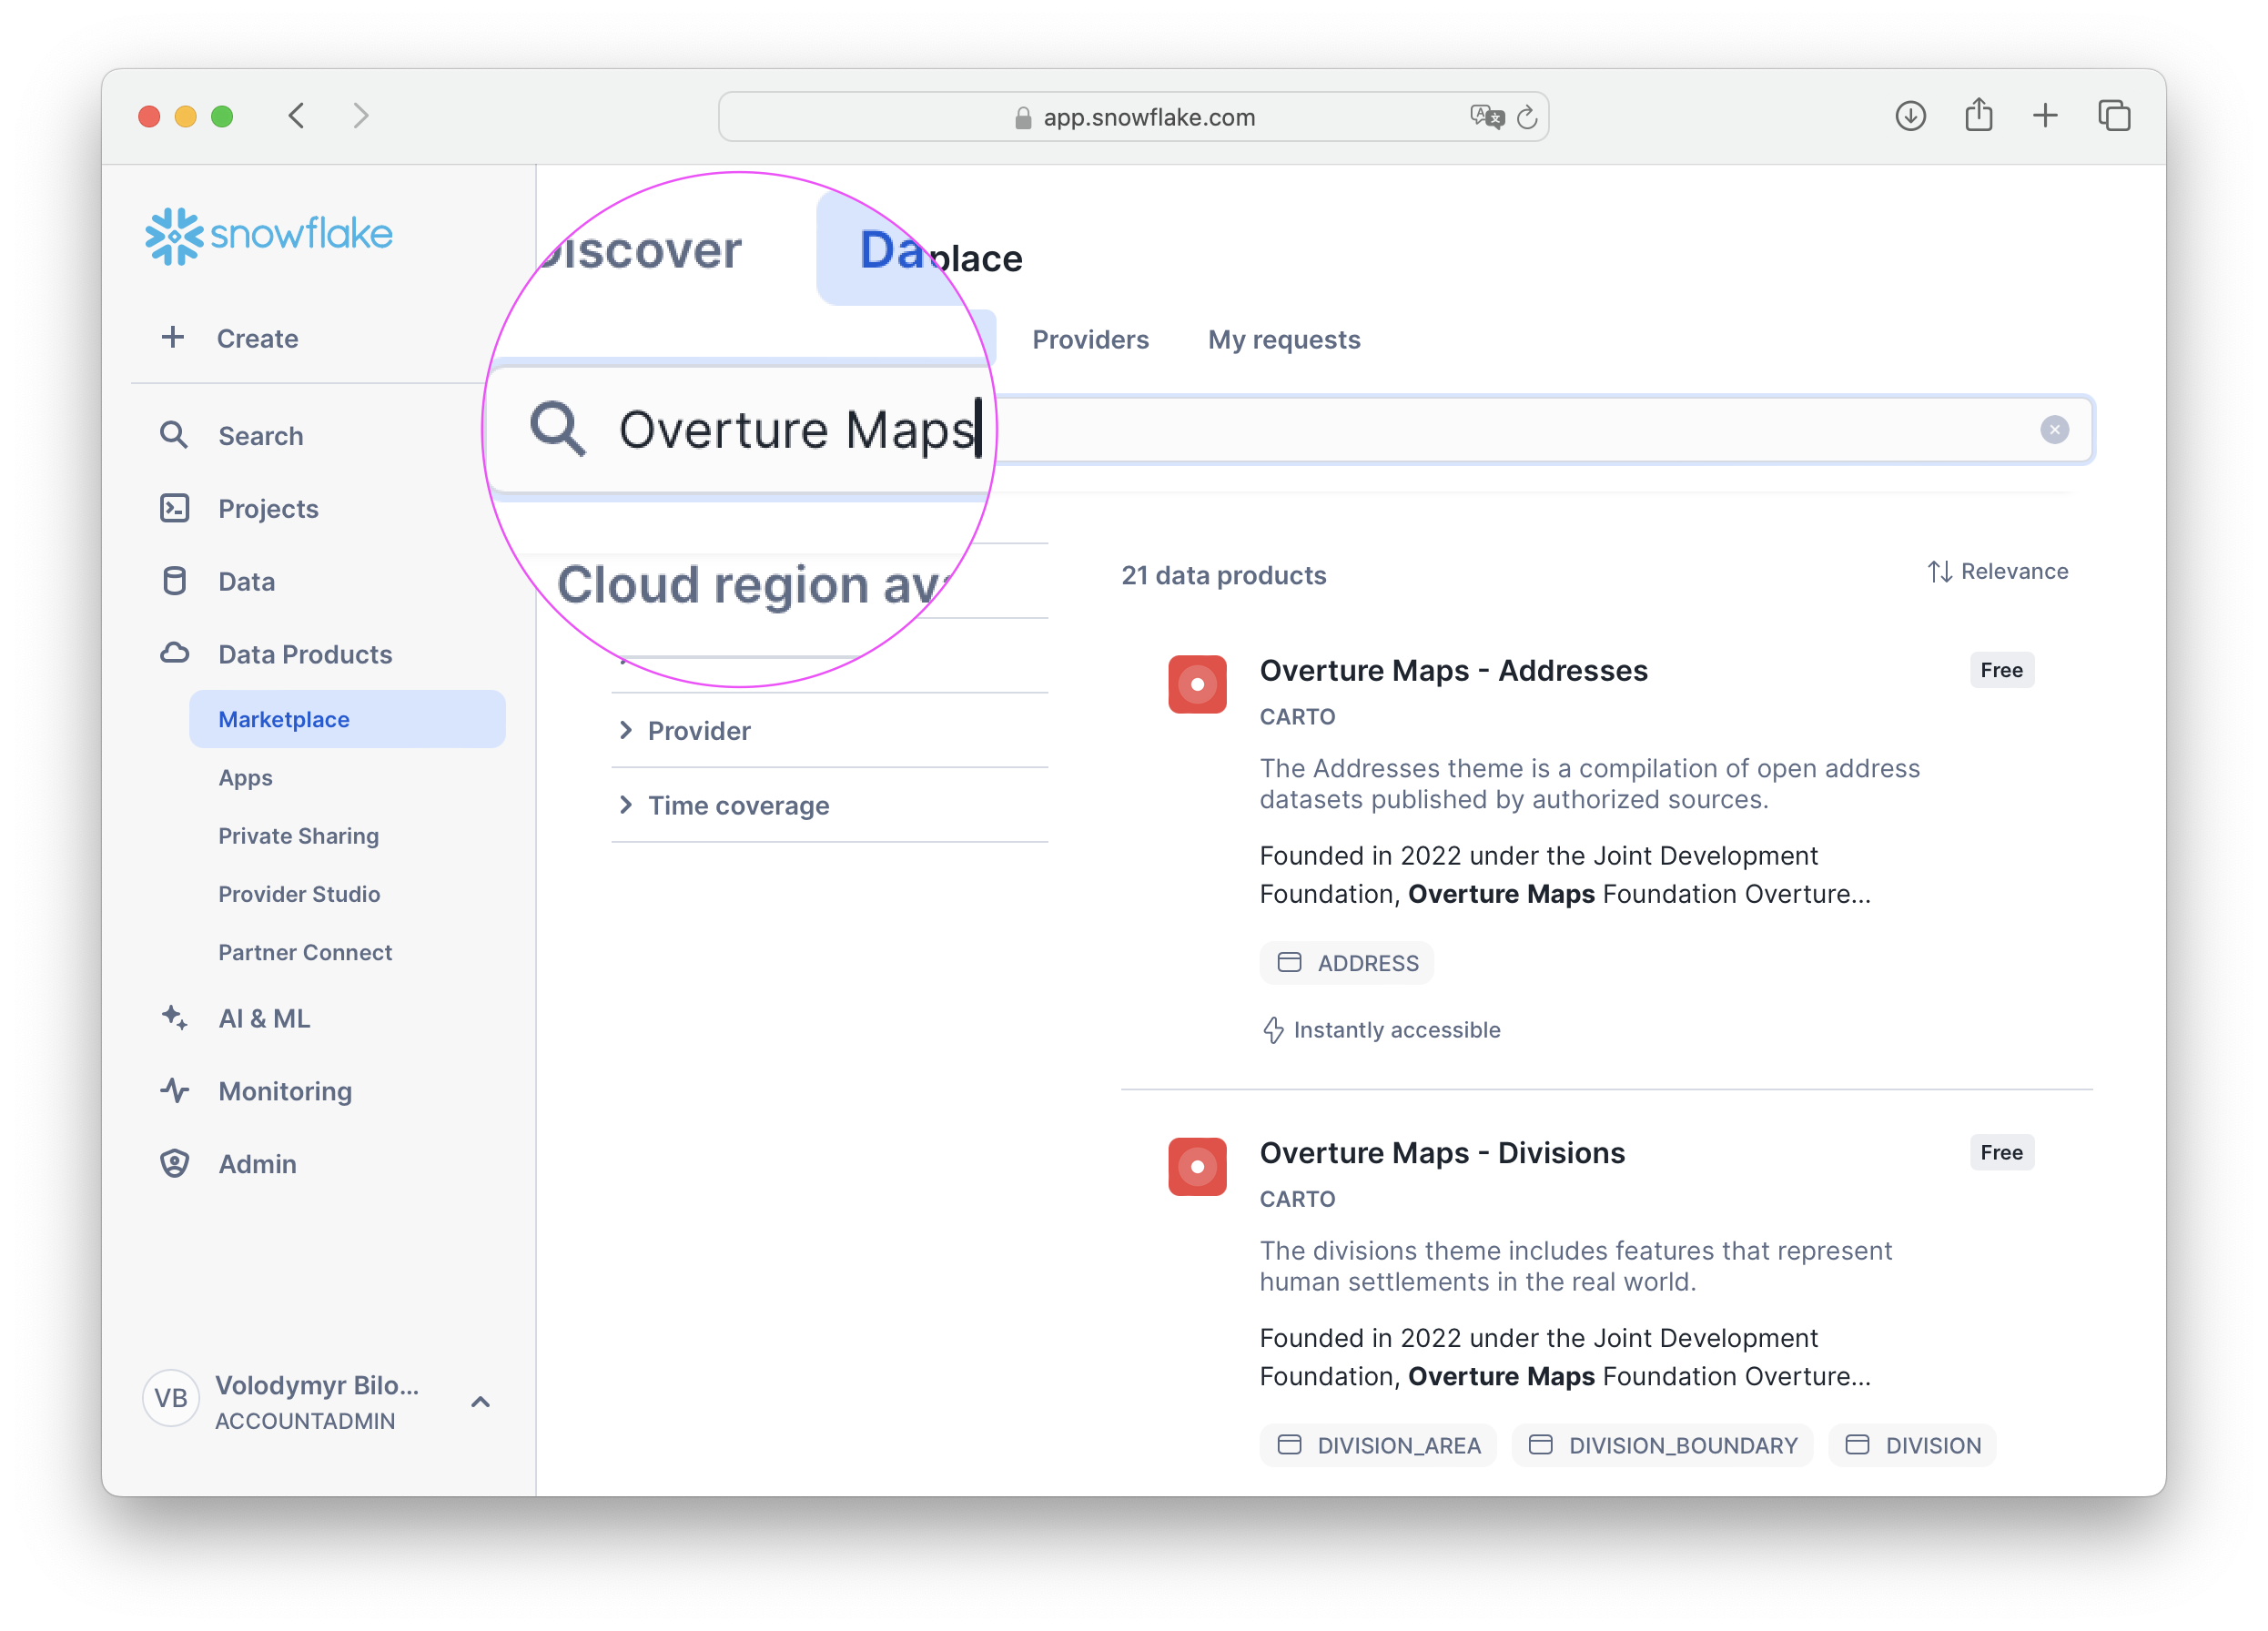 app.snowflake.com
snowflake
Create
Search
Projects
Data
Data Products
Marketplace
Apps
Private Sharing
Provider Studio
Partner Connect
AI & ML
Monitoring
Admin
VB
Volodymyr Bilo...
ACCOUNTADMIN
Discover Da
place
Providers
My requests
Overture Maps
Cloud region av
Provider
Time coverage
21 data products
Relevance
Overture Maps - Addresses
Free
CARTO
The Addresses theme is a compilation of open address
datasets published by authorized sources.
Founded in 2022 under the Joint Development
Foundation, Overture Maps Foundation Overture...
ADDRESS
Instantly accessible
Overture Maps - Divisions
Free
CARTO
The divisions theme includes features that represent
human settlements in the real world.
Founded in 2022 under the Joint Development
Foundation, Overture Maps Foundation Overture...
DIVISION_AREA
DIVISION_BOUNDARY
DIVISION